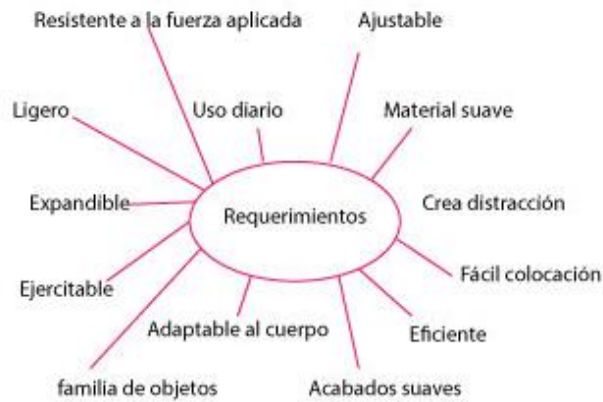 Resistente a la fuerza aplicada
Ajustable
Ligero
Uso diario
Material suave
Expandible
Requerimientos
Crea distracción
Ejercitable
Fácil colocación
Adaptable al cuerpo
Eficiente
familia de objetos
Acabados suaves